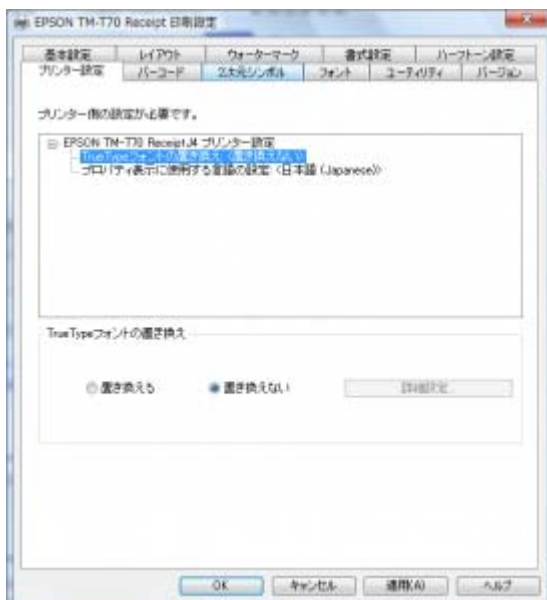 EPSON TM-T70 Receipt 印刷設定
基本設定 レイアウト ウォーターマーク 書式設定 ハーフトーン設定
プリンター設定 バーコード 2次元シンボル フォント ユーティリティ バージョン
プリンター側の設定が必要です。
EPSON TM-T70 ReceiptJ4 プリンター設定
TrueTypeフォントの置き換え (置き換えない)
プロパティ表示に使用する言語の設定 (日本語 (Japanese))
TrueTypeフォントの置き換え
置き換える 置き換えない 詳細設定
OK キャンセル 適用(A) ヘルプ